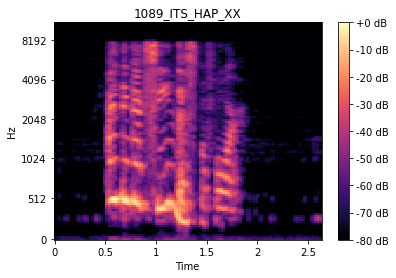 1089_ITS_HAP_XX
+0 dB
8192
-10 dB
4096
-20 dB
-30 dB
2048
Hz
-40 dB
1024
-50 dB
512
-60 dB
-70 dB
0
-80 dB
0 0.5 1 1.5 2 2.5
Time